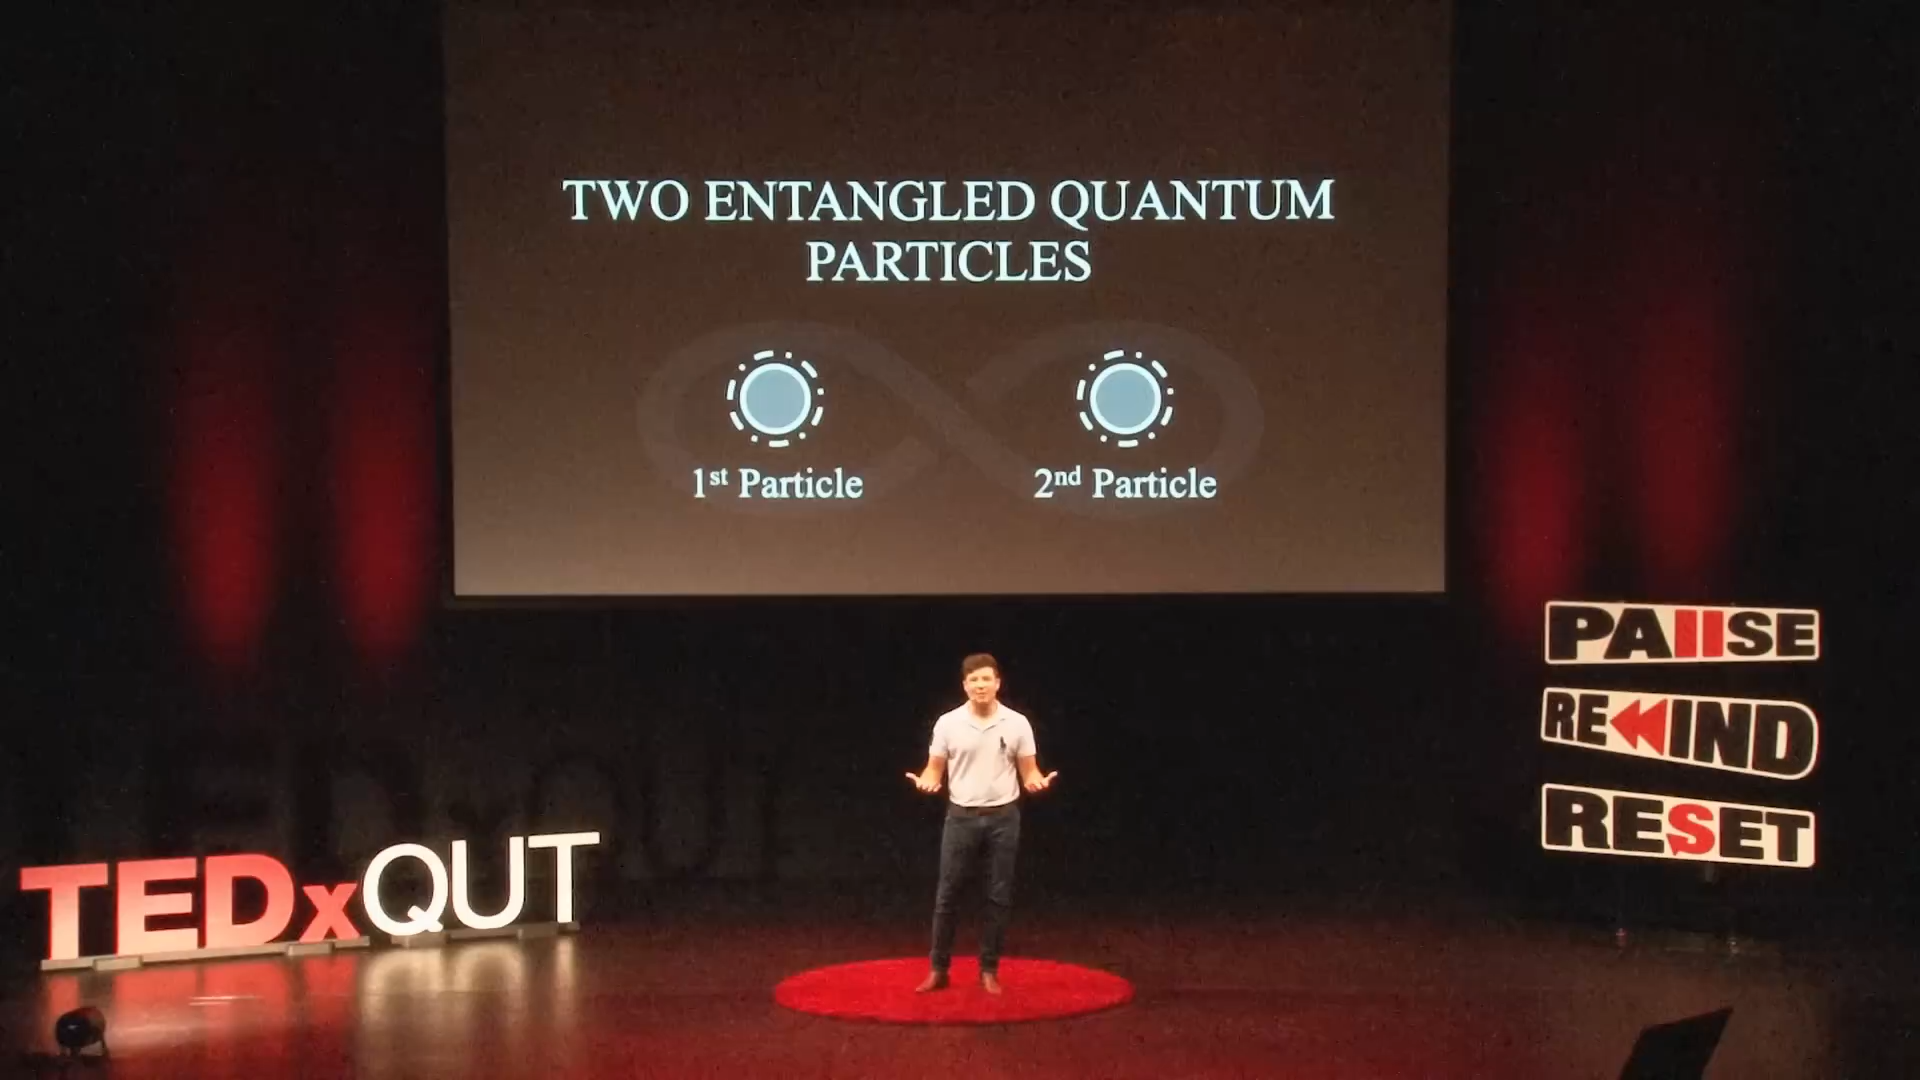 TWO ENTANGLED QUANTUM
PARTICLES
1st Particle
2nd Particle
PAUSE
REWIND
RESET
TEDxQUT